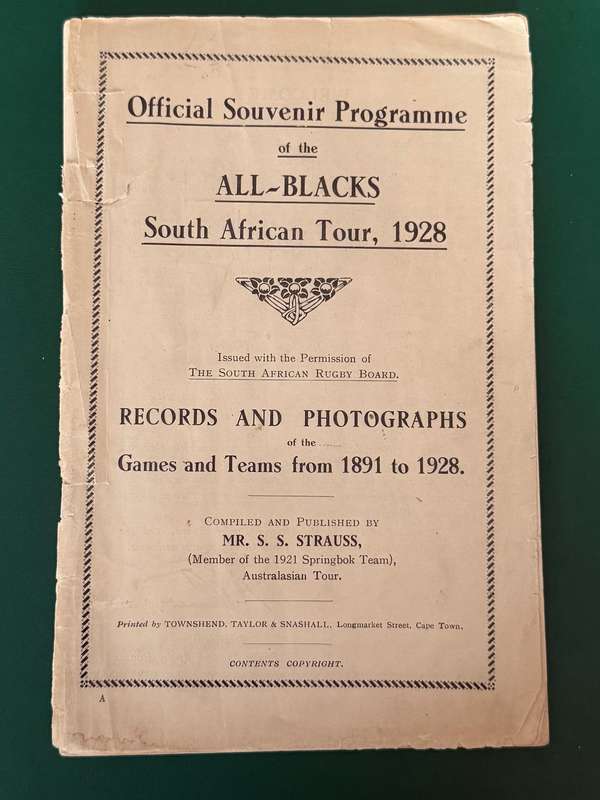 Official Souvenir Programme
of the
ALL-BLACKS
South African Tour, 1928
Issued with the Permission of
THE SOUTH AFRICAN RUGBY BOARD.
RECORDS AND PHOTOGRAPHS
of the
Games and Teams from 1891 to 1928.
COMPILED AND PUBLISHED BY
MR. S. S. STRAUSS,
(Member of the 1921 Springbok Team),
Australasian Tour.
Printed by TOWNSHEND, TAYLOR & SNASHALL, Longmarket Street, Cape Town.
CONTENTS COPYRIGHT.
A